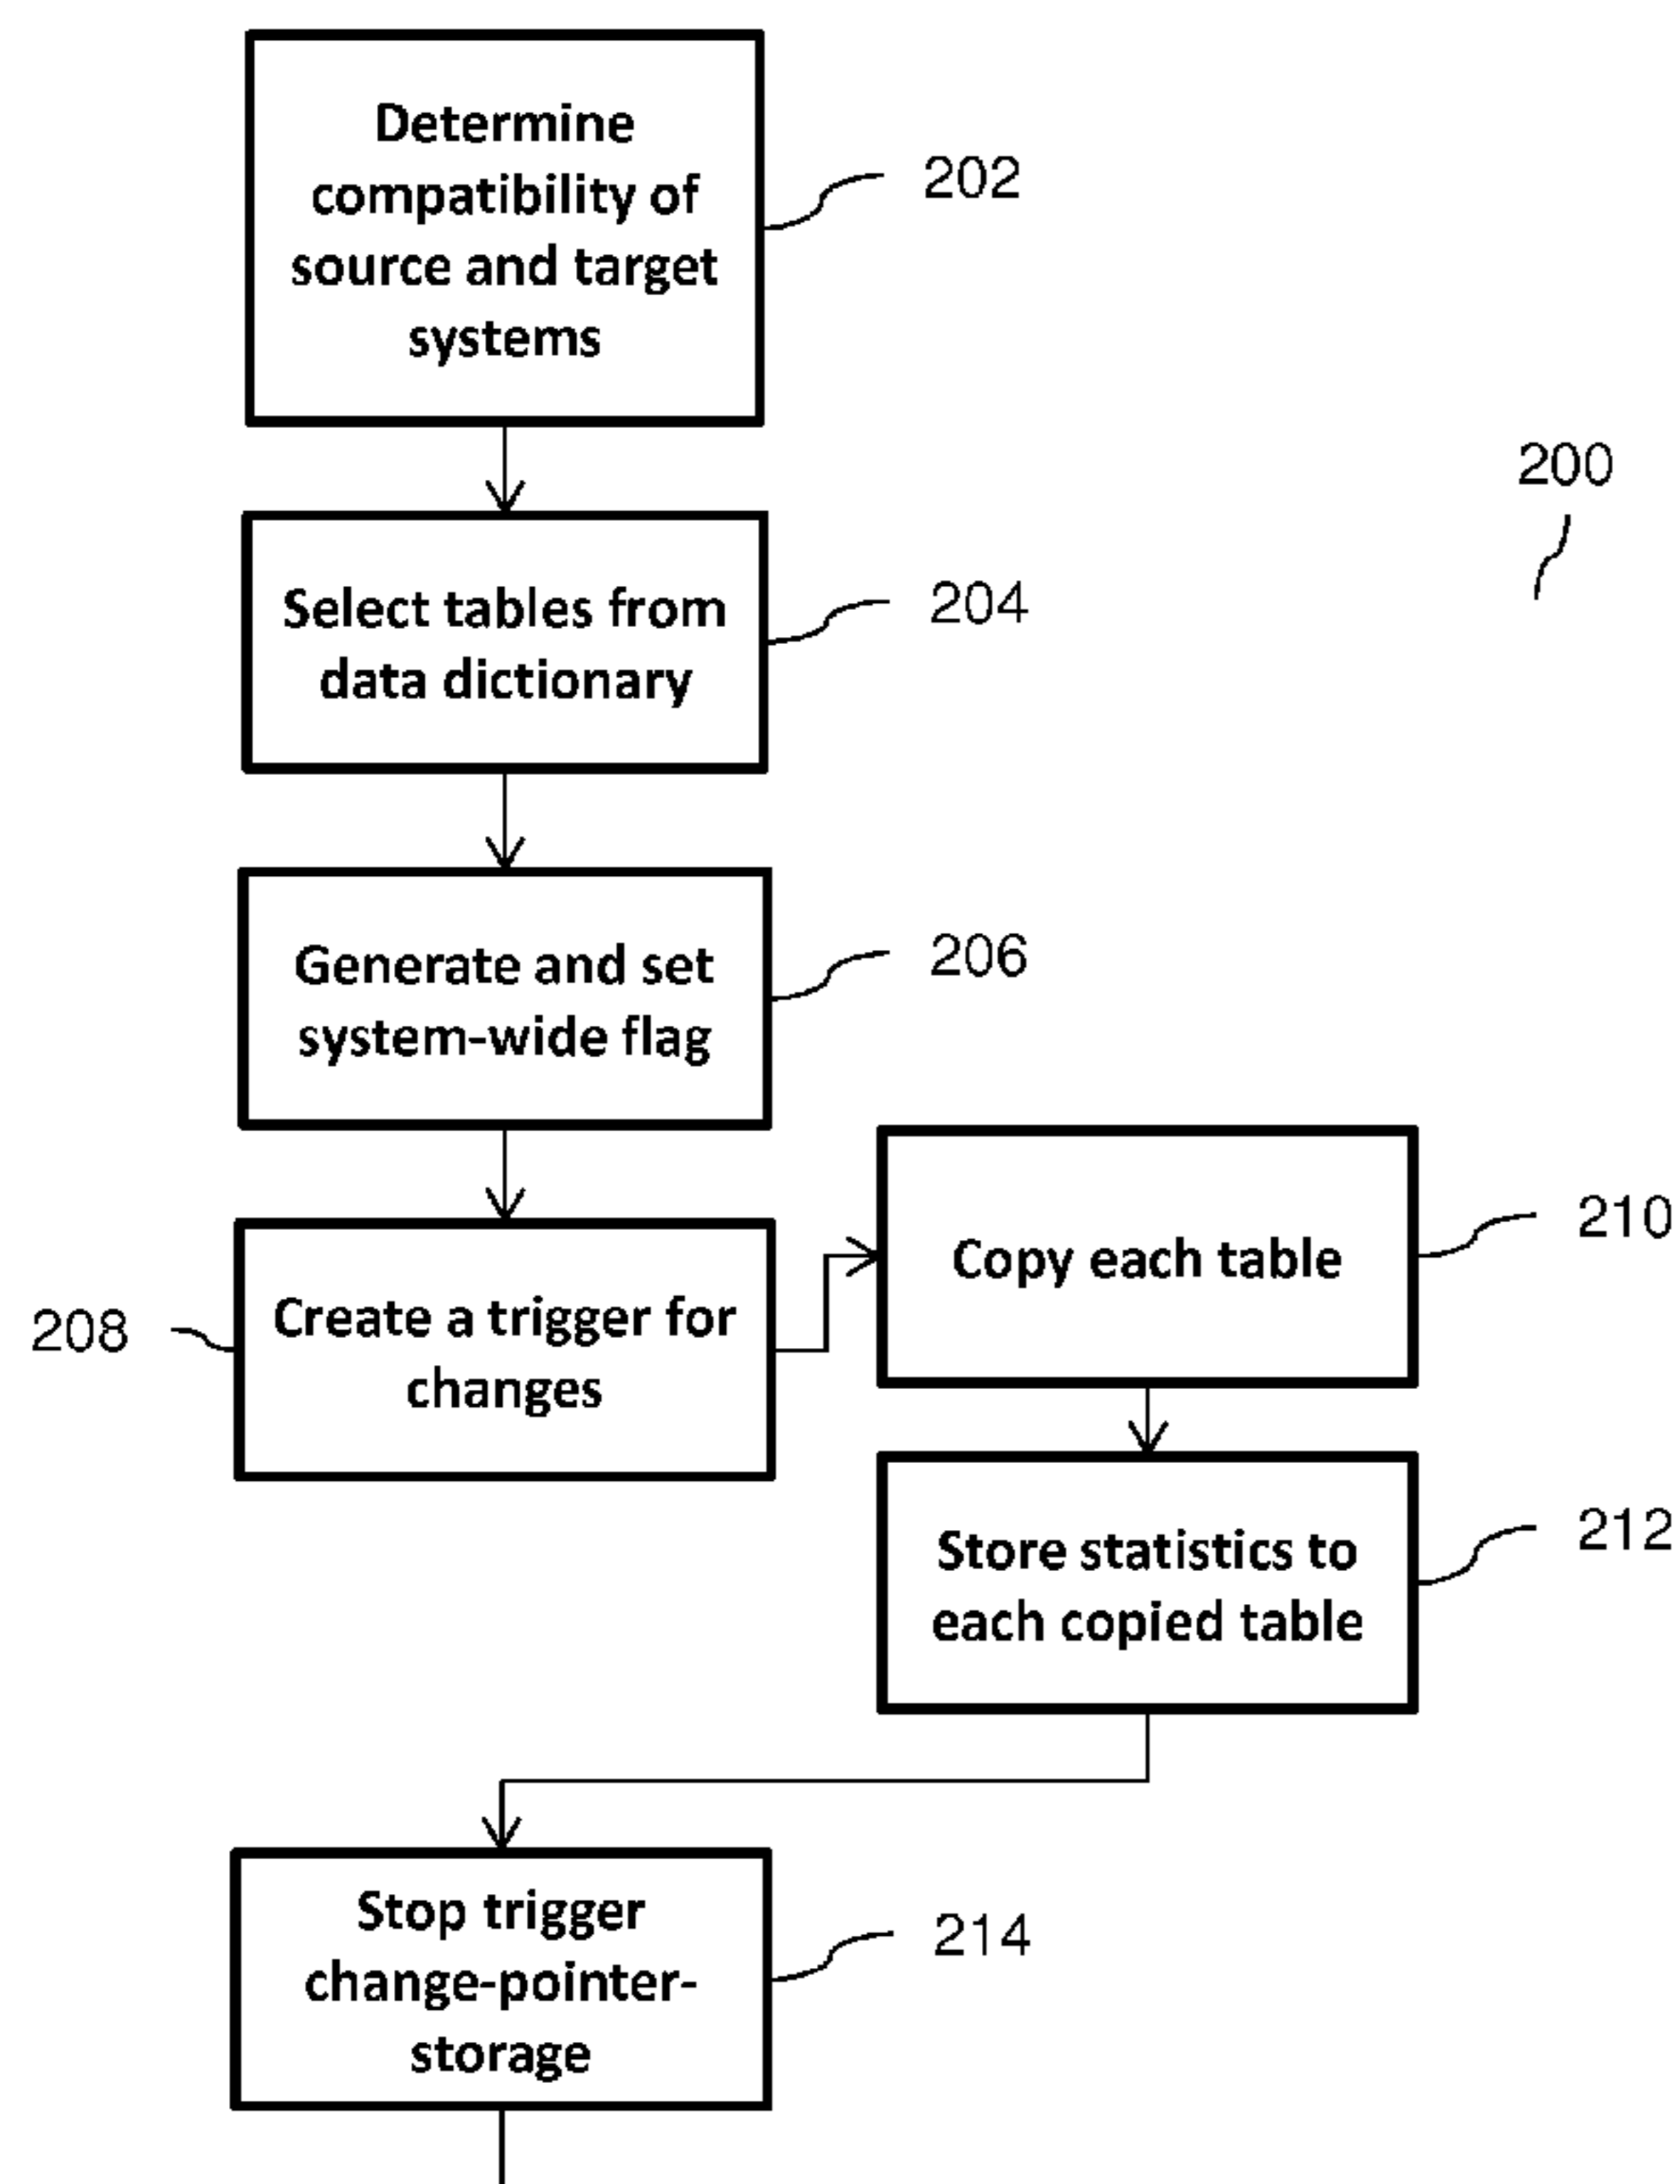 Determine
compatibility of
source and target
systems
202
200
Select tables from
data dictionary
204
Generate and set
system-wide flag
206
Create a trigger for
changes
208
Copy each table
210
Store statistics to
each copied table
212
Stop trigger
change-pointer-
storage
214